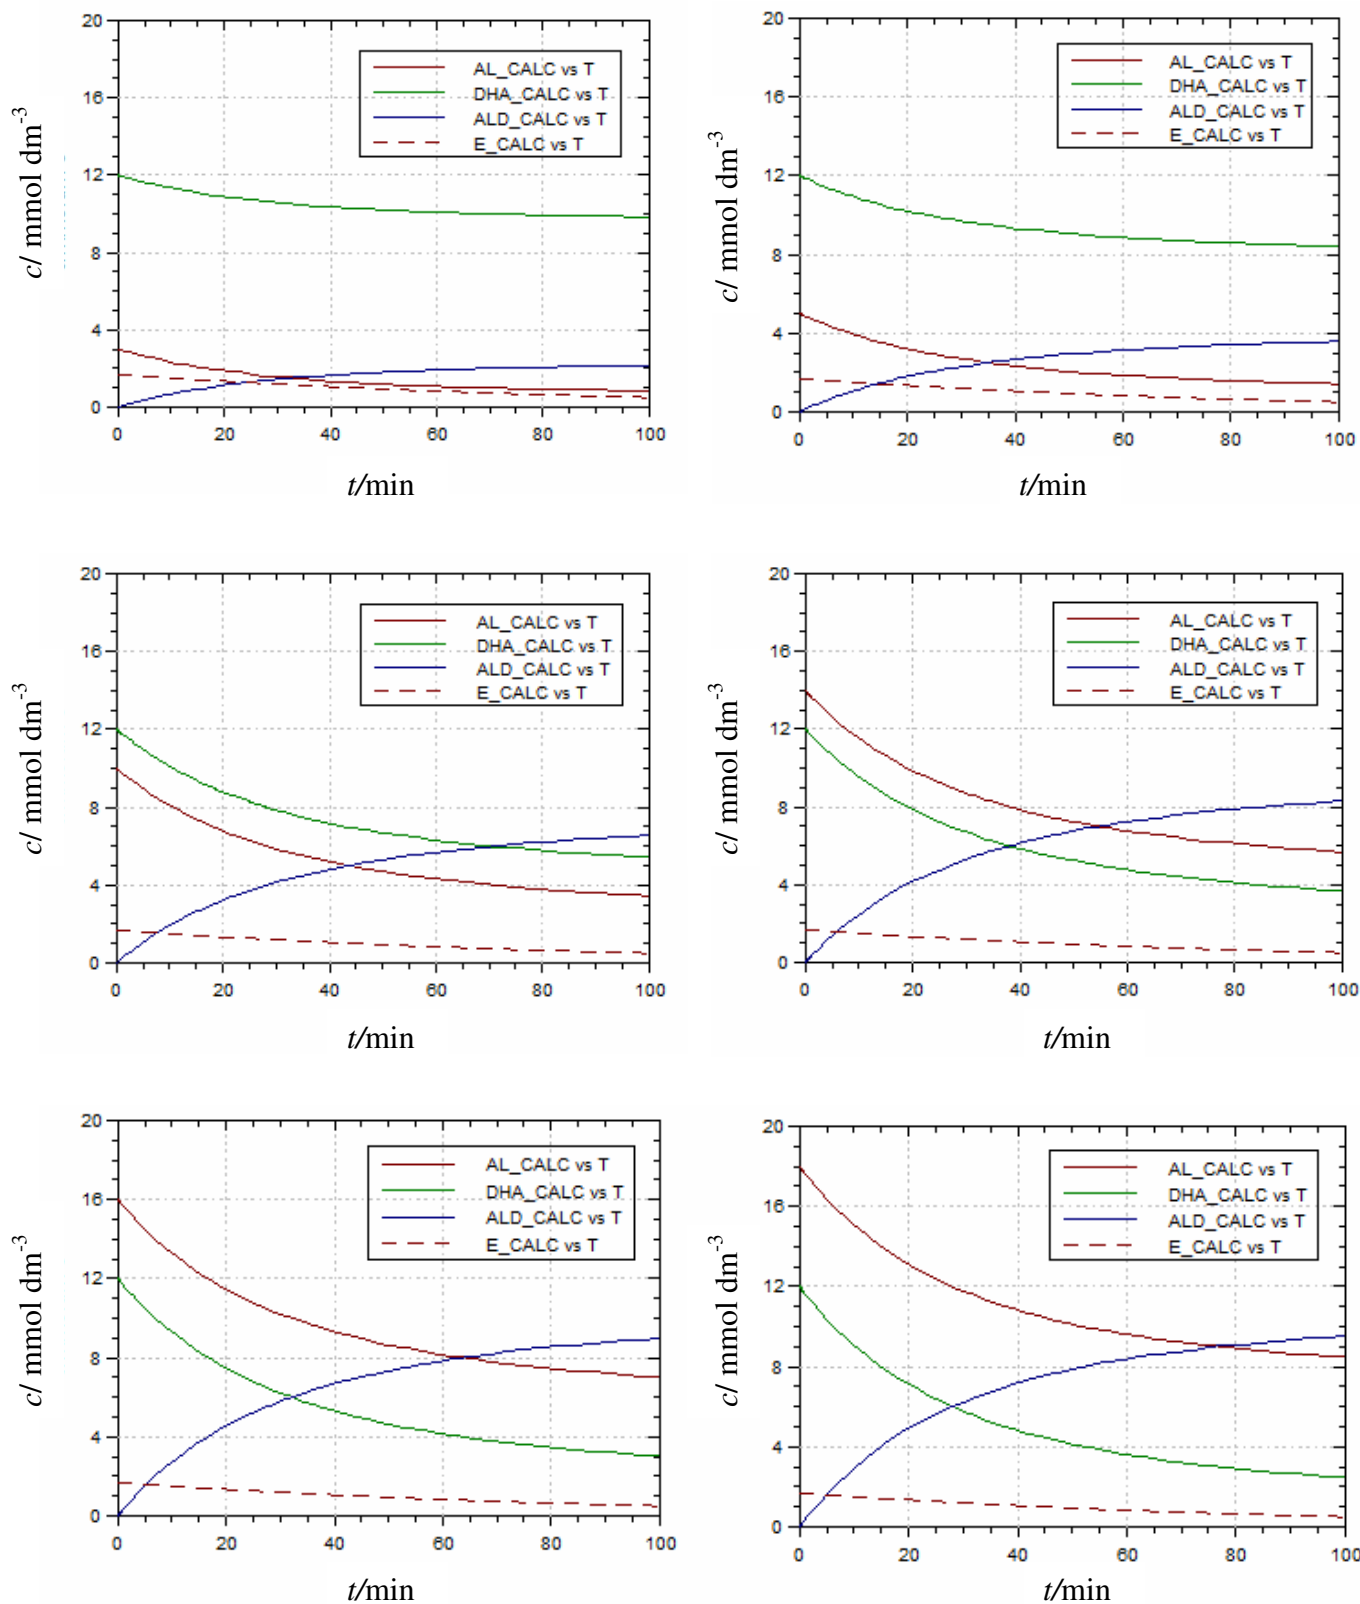 20
16
12
8
4
0
c/ mmol dm-3
AL_CALC vs T
DHA_CALC vs T
ALD_CALC vs T
E_CALC vs T
0 20 40 60 80 100
t/min
20
16
12
8
4
0
c/ mmol dm-3
AL_CALC vs T
DHA_CALC vs T
ALD_CALC vs T
E_CALC vs T
0 20 40 60 80 100
t/min
20
16
12
8
4
0
c/ mmol dm-3
AL_CALC vs T
DHA_CALC vs T
ALD_CALC vs T
E_CALC vs T
0 20 40 60 80 100
t/min
20
16
12
8
4
0
c/ mmol dm-3
AL_CALC vs T
DHA_CALC vs T
ALD_CALC vs T
E_CALC vs T
0 20 40 60 80 100
t/min
20
16
12
8
4
0
c/ mmol dm-3
AL_CALC vs T
DHA_CALC vs T
ALD_CALC vs T
E_CALC vs T
0 20 40 60 80 100
t/min
20
16
12
8
4
0
c/ mmol dm-3
AL_CALC vs T
DHA_CALC vs T
ALD_CALC vs T
E_CALC vs T
0 20 40 60 80 100
t/min